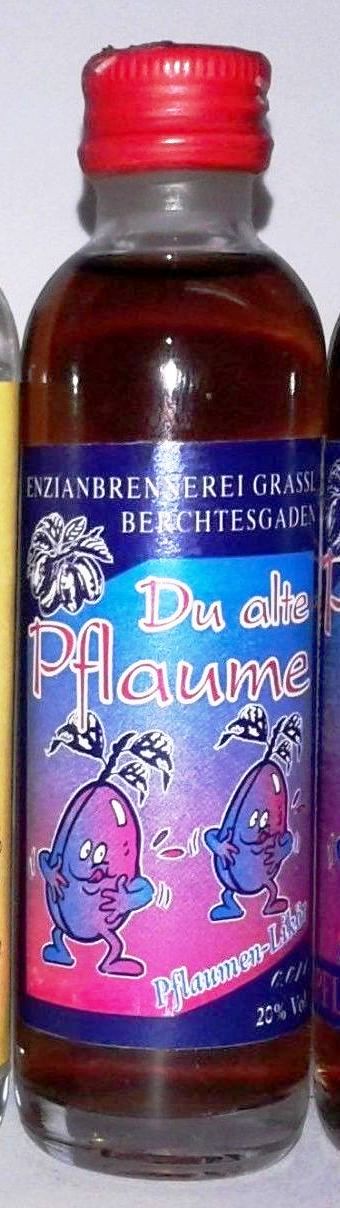 ENZIANBRENNEREI GRASSL
BERCHTESGADEN
Du alte
Pflaume
Pflaumen-Likör
20% Vol